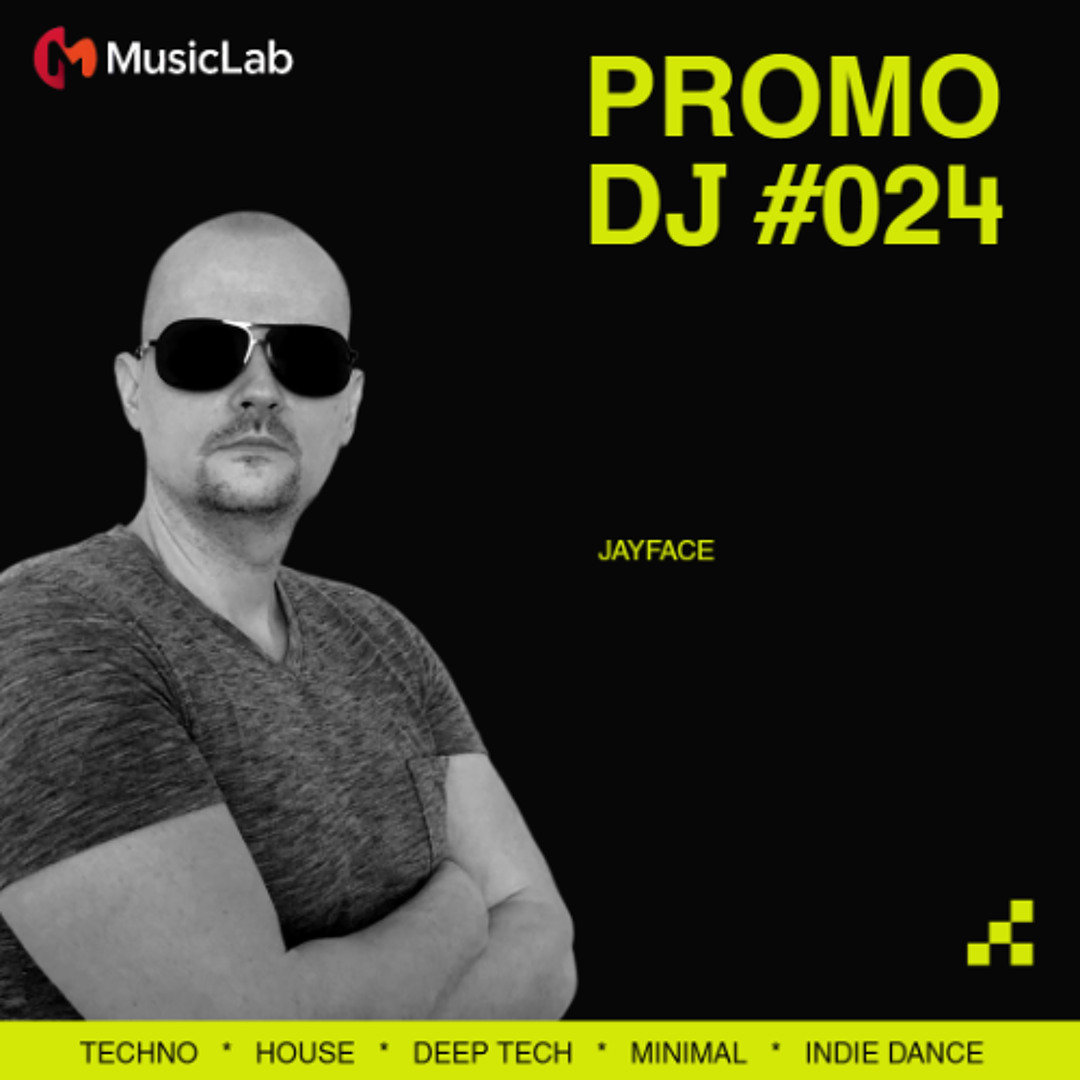 MusicLab
PROMO
DJ #024
JAYFACE
TECHNO * HOUSE * DEEP TECH * MINIMAL * INDIE DANCE